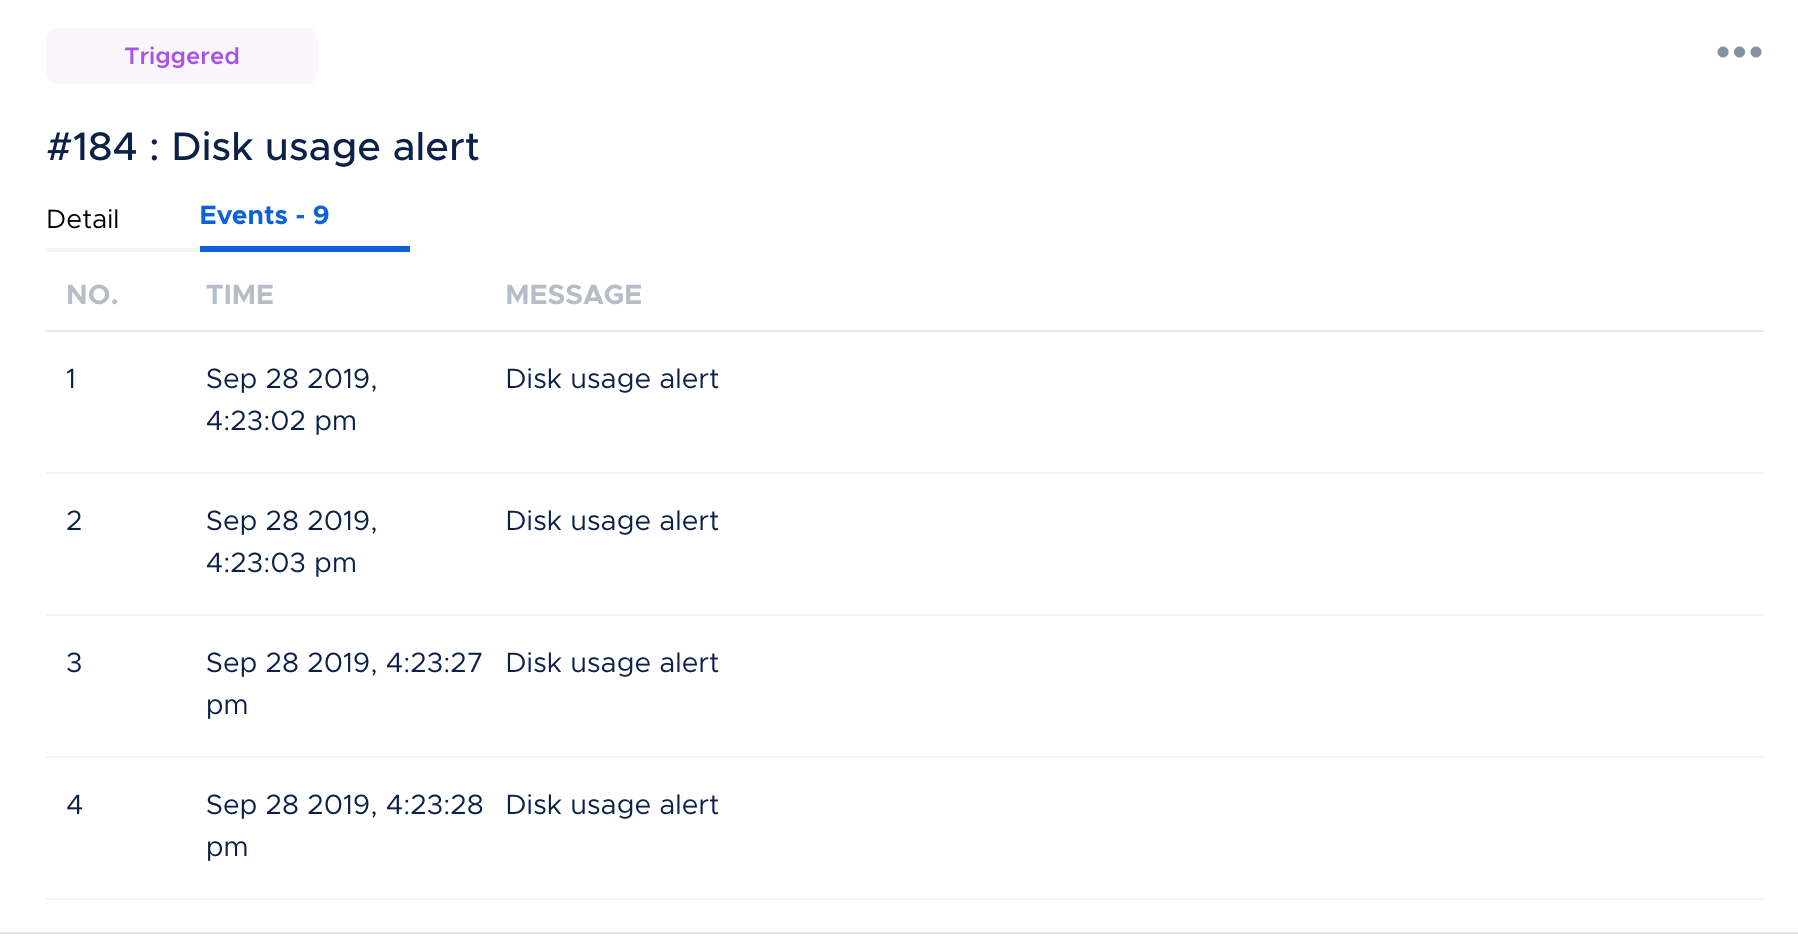 Triggered
#184 : Disk usage alert
Detail Events - 9
NO. TIME MESSAGE
1 Sep 28 2019, Disk usage alert
4:23:02 pm
2 Sep 28 2019, Disk usage alert
4:23:03 pm
3 Sep 28 2019, 4:23:27 Disk usage alert
pm
4 Sep 28 2019, 4:23:28 Disk usage alert
pm